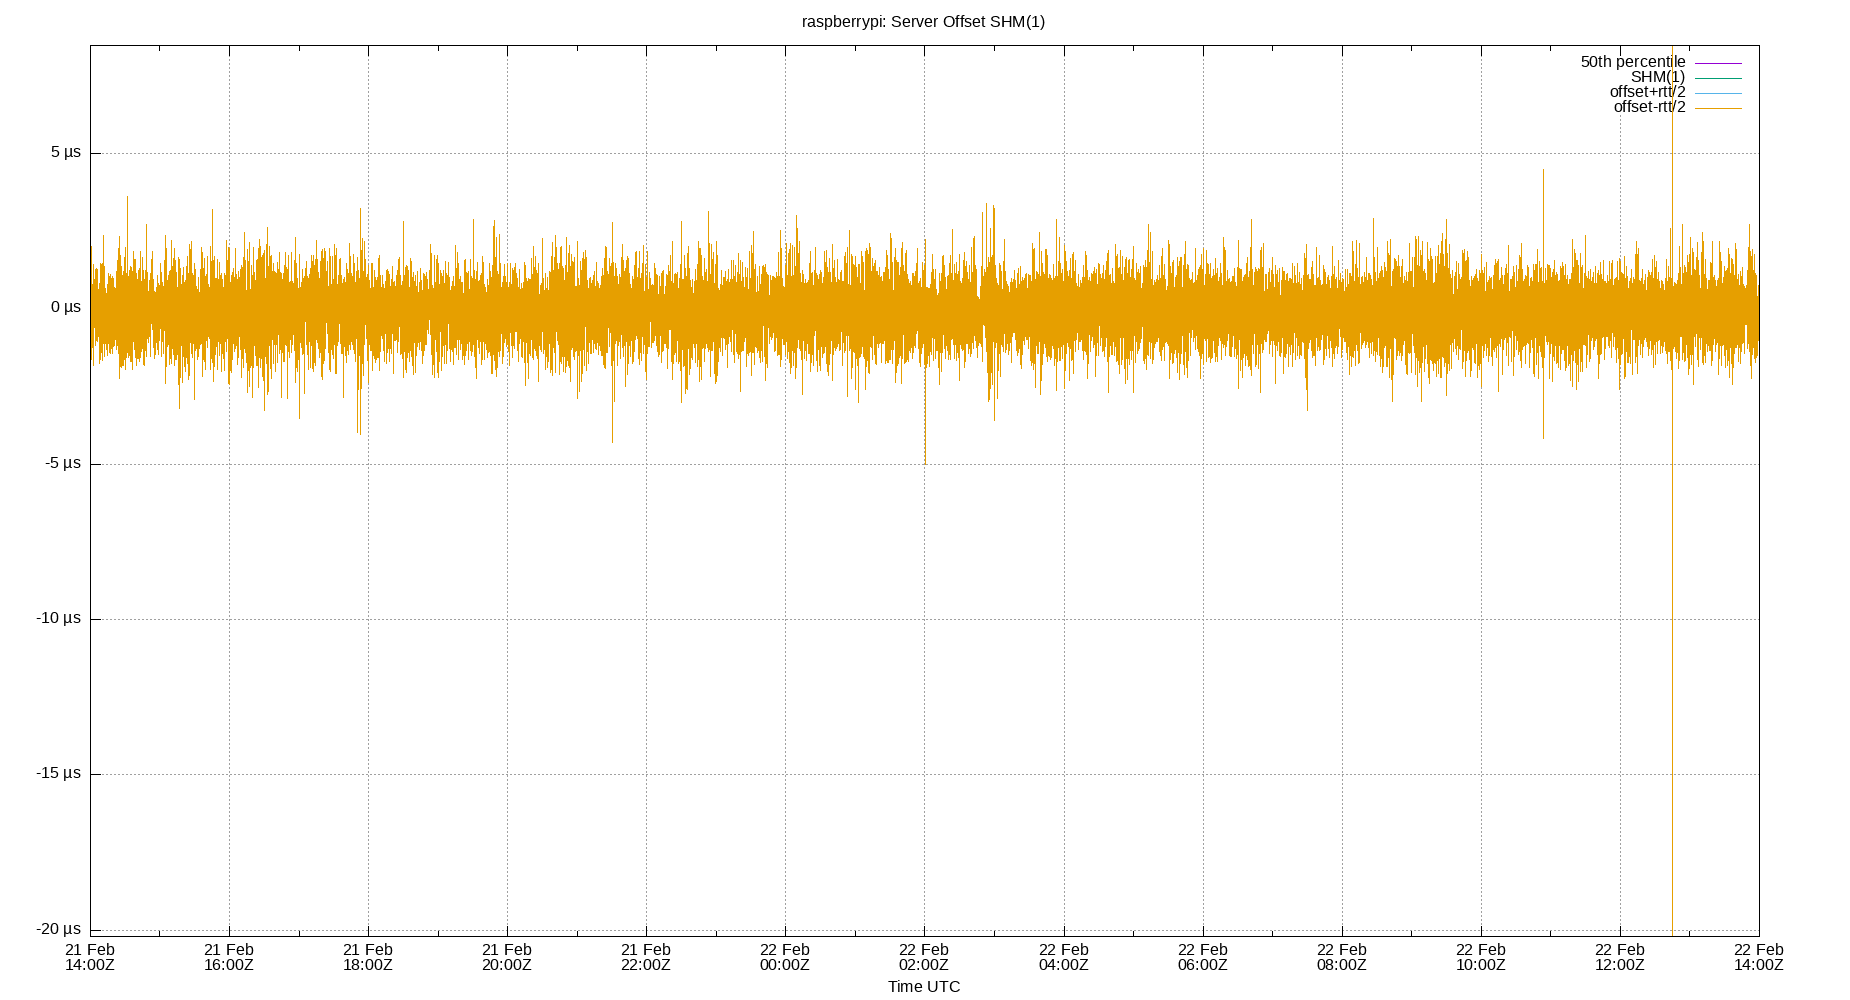 raspberrypi: Server Offset SHM(1)
50th percentile
SHM(1)
offset+rtt/2
offset-rtt/2
5 µs
0 µs
-5 µs
-10 µs
-15 µs
-20 µs
21 Feb 21 Feb 21 Feb 21 Feb 21 Feb 22 Feb 22 Feb 22 Feb 22 Feb 22 Feb 22 Feb 22 Feb 22 Feb
14:00Z 16:00Z 18:00Z 20:00Z 22:00Z 00:00Z 02:00Z 04:00Z 06:00Z 08:00Z 10:00Z 12:00Z 14:00Z
Time UTC